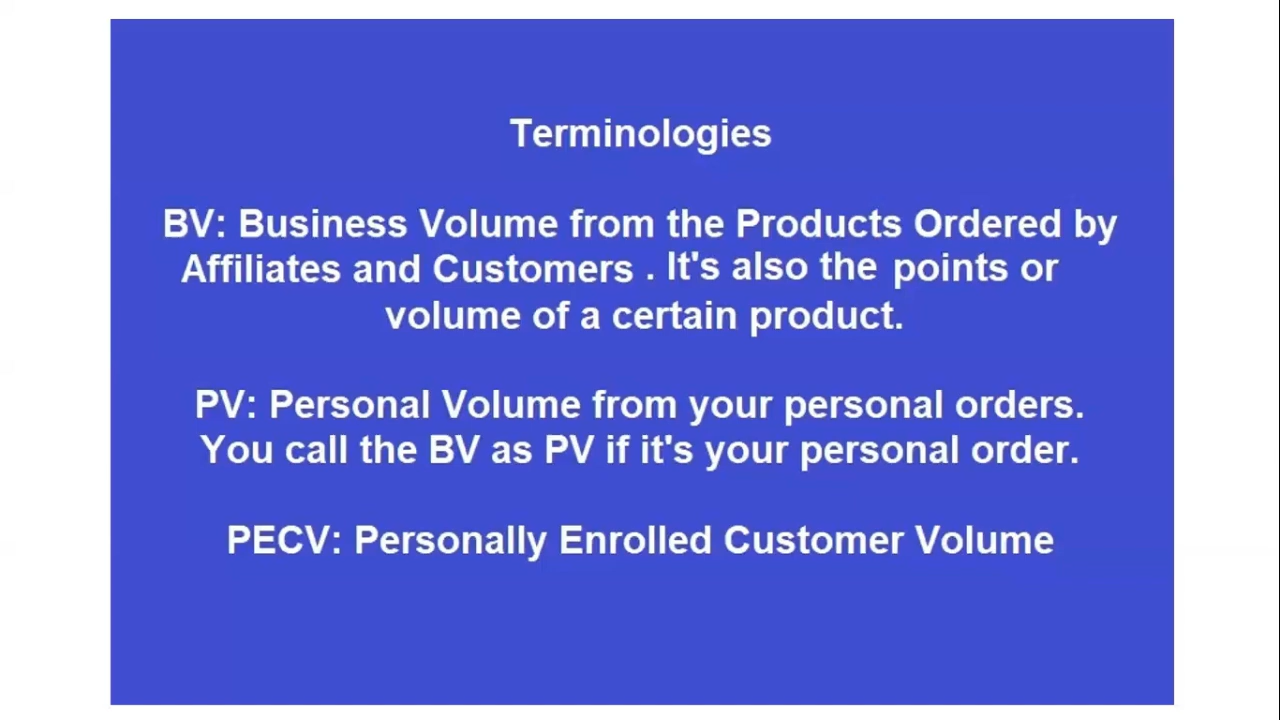 Terminologies
BV: Business Volume from the Products Ordered by
Affiliates and Customers . It's also the points or
volume of a certain product.
PV: Personal Volume from your personal orders.
You call the BV as PV if it's your personal order.
PECV: Personally Enrolled Customer Volume